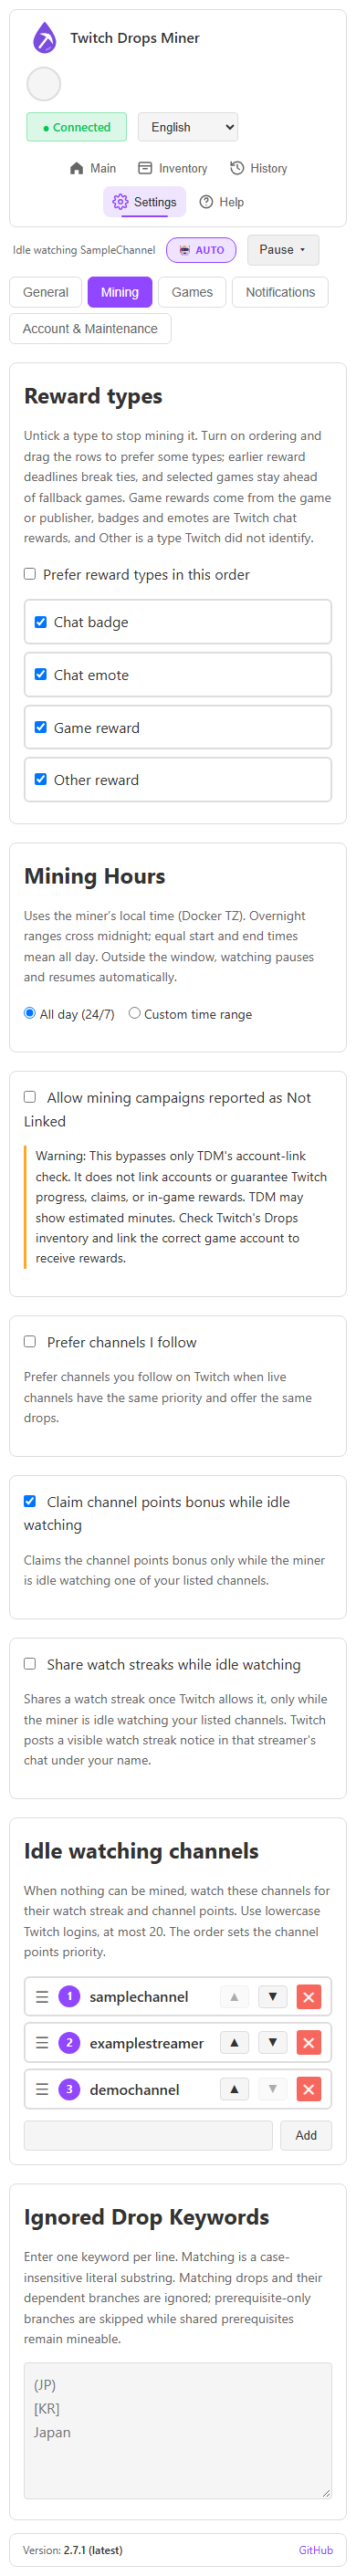 Twitch Drops Miner
● Connected
English
Main
Inventory
History
Settings
Help
Idle watching SampleChannel
AUTO
Pause
General
Mining
Games
Notifications
Account & Maintenance
Reward types
Untick a type to stop mining it. Turn on ordering and
drag the rows to prefer some types; earlier reward
deadlines break ties, and selected games stay ahead
of fallback games. Game rewards come from the game
or publisher, badges and emotes are Twitch chat
rewards, and Other is a type Twitch did not identify.
Prefer reward types in this order
Chat badge
Chat emote
Game reward
Other reward
Mining Hours
Uses the miner's local time (Docker TZ). Overnight
ranges cross midnight; equal start and end times
mean all day. Outside the window, watching pauses
and resumes automatically.
All day (24/7)
Custom time range
Allow mining campaigns reported as Not
Linked
Warning: This bypasses only TDM's account-link
check. It does not link accounts or guarantee Twitch
progress, claims, or in-game rewards. TDM may
show estimated minutes. Check Twitch's Drops
inventory and link the correct game account to
receive rewards.
Prefer channels I follow
Prefer channels you follow on Twitch when live
channels have the same priority and offer the same
drops.
Claim channel points bonus while idle
watching
Claims the channel points bonus only while the miner
is idle watching one of your listed channels.
Share watch streaks while idle watching
Shares a watch streak once Twitch allows it, only while
the miner is idle watching your listed channels. Twitch
posts a visible watch streak notice in that streamer's
chat under your name.
Idle watching channels
When nothing can be mined, watch these channels for
their watch streak and channel points. Use lowercase
Twitch logins, at most 20. The order sets the channel
points priority.
1 samplechannel
2 examplestreamer
3 demochannel
Add
Ignored Drop Keywords
Enter one keyword per line. Matching is a case-
insensitive literal substring. Matching drops and their
dependent branches are ignored; prerequisite-only
branches are skipped while shared prerequisites
remain mineable.
(JP)
[KR]
Japan
Version: 2.7.1 (latest)
GitHub